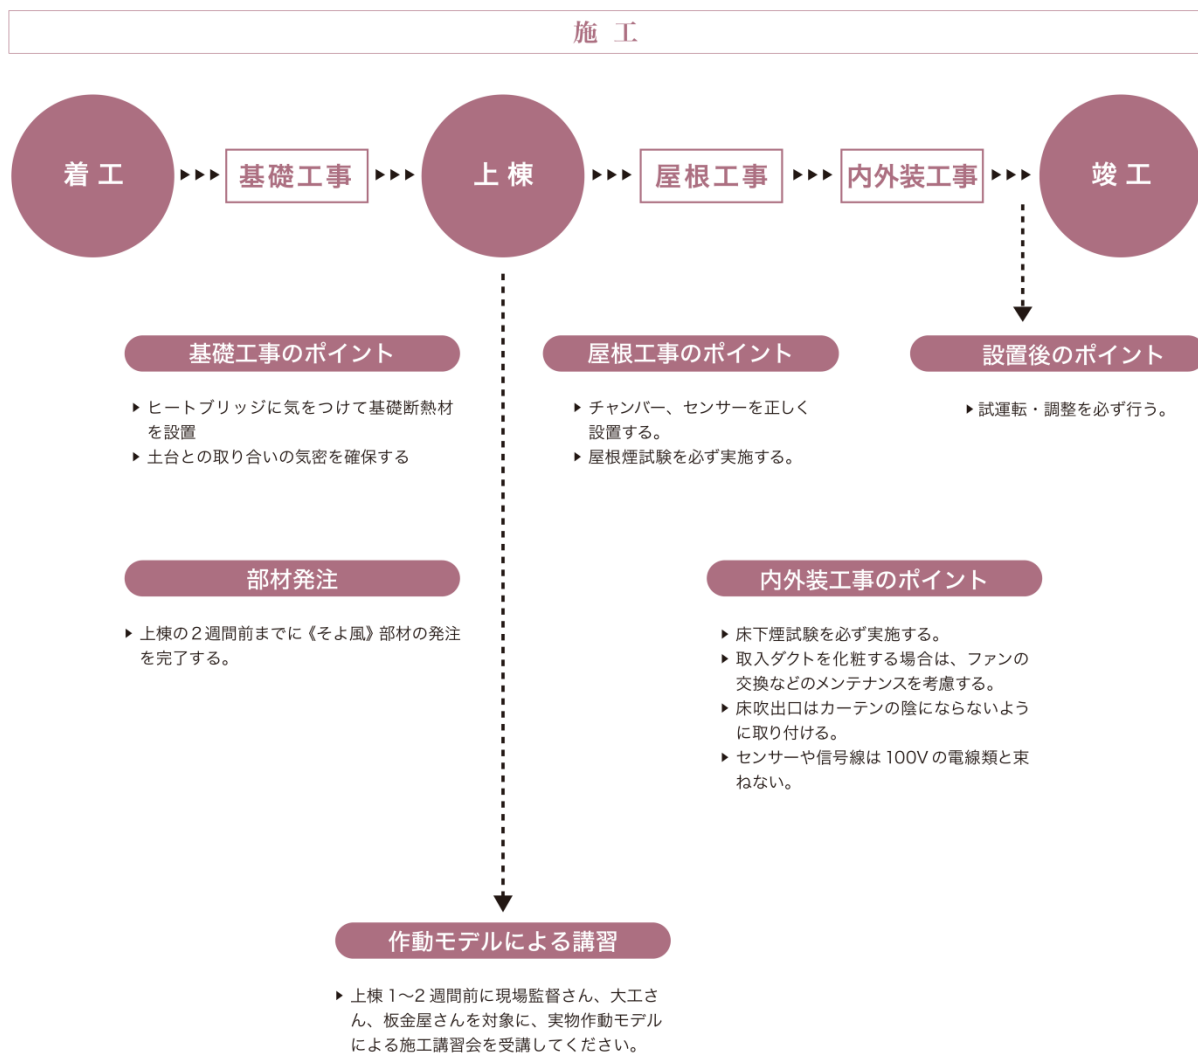 施工
着工
基礎工事
上棟
屋根工事
内外装工事
竣工
基礎工事のポイント
▶ ヒートブリッジに気をつけて基礎断熱材
を設置
▶ 土台との取り合いの気密を確保する
屋根工事のポイント
▶ チャンバー、センサーを正しく
設置する。
▶ 屋根煙試験を必ず実施する。
設置後のポイント
▶ 試運転・調整を必ず行う。
部材発注
▶ 上棟の2週間前までに《そよ風》部材の発注
を完了する。
内外装工事のポイント
▶ 床下煙試験を必ず実施する。
▶ 取入ダクトを化粧する場合は、ファンの
交換などのメンテナンスを考慮する。
▶ 床吹出口はカーテンの陰にならないよう
に取り付ける。
▶ センサーや信号線は100Vの電線類と束
ねない。
作動モデルによる講習
▶ 上棟1〜2週間前に現場監督さん、大工さ
ん、板金屋さんを対象に、実物作動モデル
による施工講習会を受講してください。